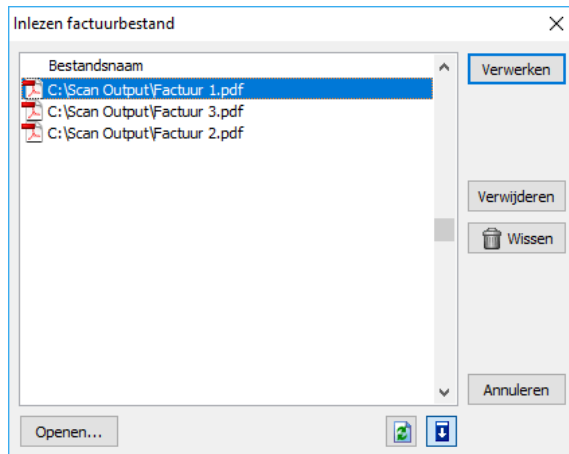 Inlezen factuurbestand
Bestandsnaam
C:\Scan Output\Factuur 1.pdf
C:\Scan Output\Factuur 3.pdf
C:\Scan Output\Factuur 2.pdf
Verwerken
Verwijderen
Wissen
Annuleren
Openen...